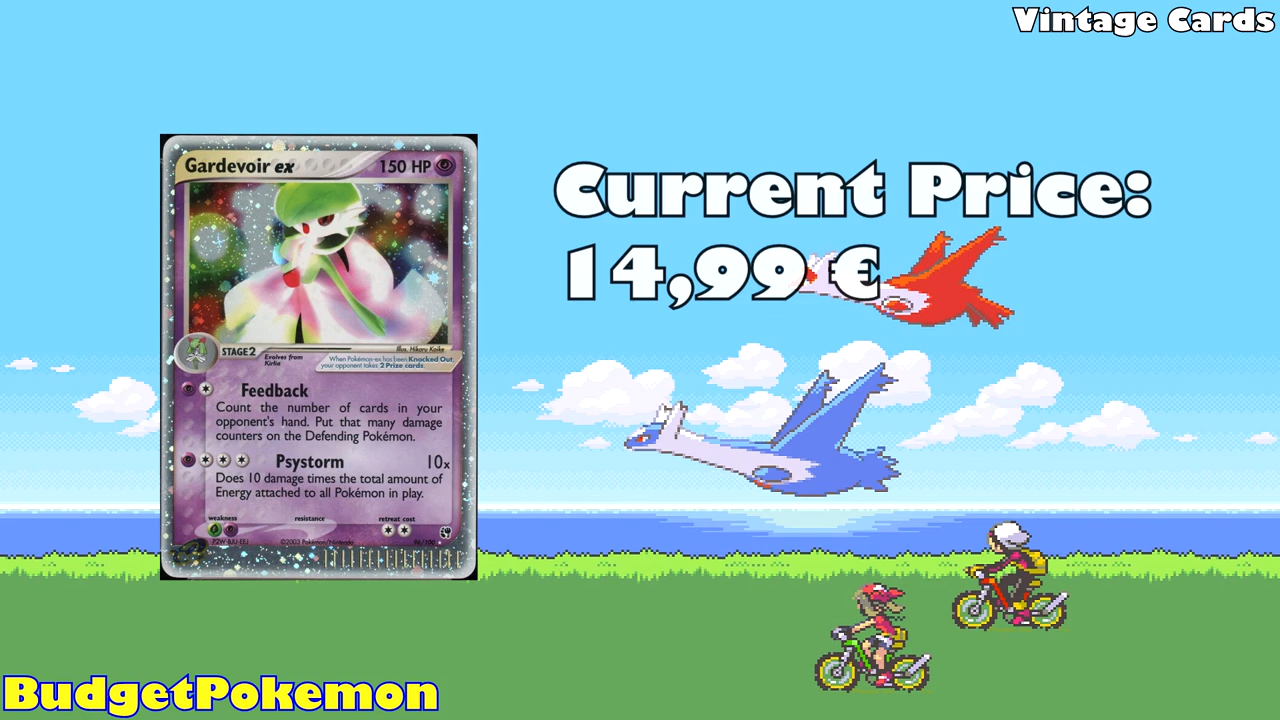 Vintage Cards
Gardevoir ex 150 HP
Current Price:
14,99 €
Illus. Hikaru Koike
STAGE 2
Evolves from
Kirlia
When Pokémon-ex has been Knocked Out,
your opponent takes 2 Prize cards.
Feedback
Count the number of cards in your
opponent's hand. Put that many damage
counters on the Defending Pokémon.
Psystorm 10x
Does 10 damage times the total amount of
Energy attached to all Pokémon in play.
weakness resistance retreat cost
©2003 Pokémon/Nintendo 96/100
BudgetPokemon